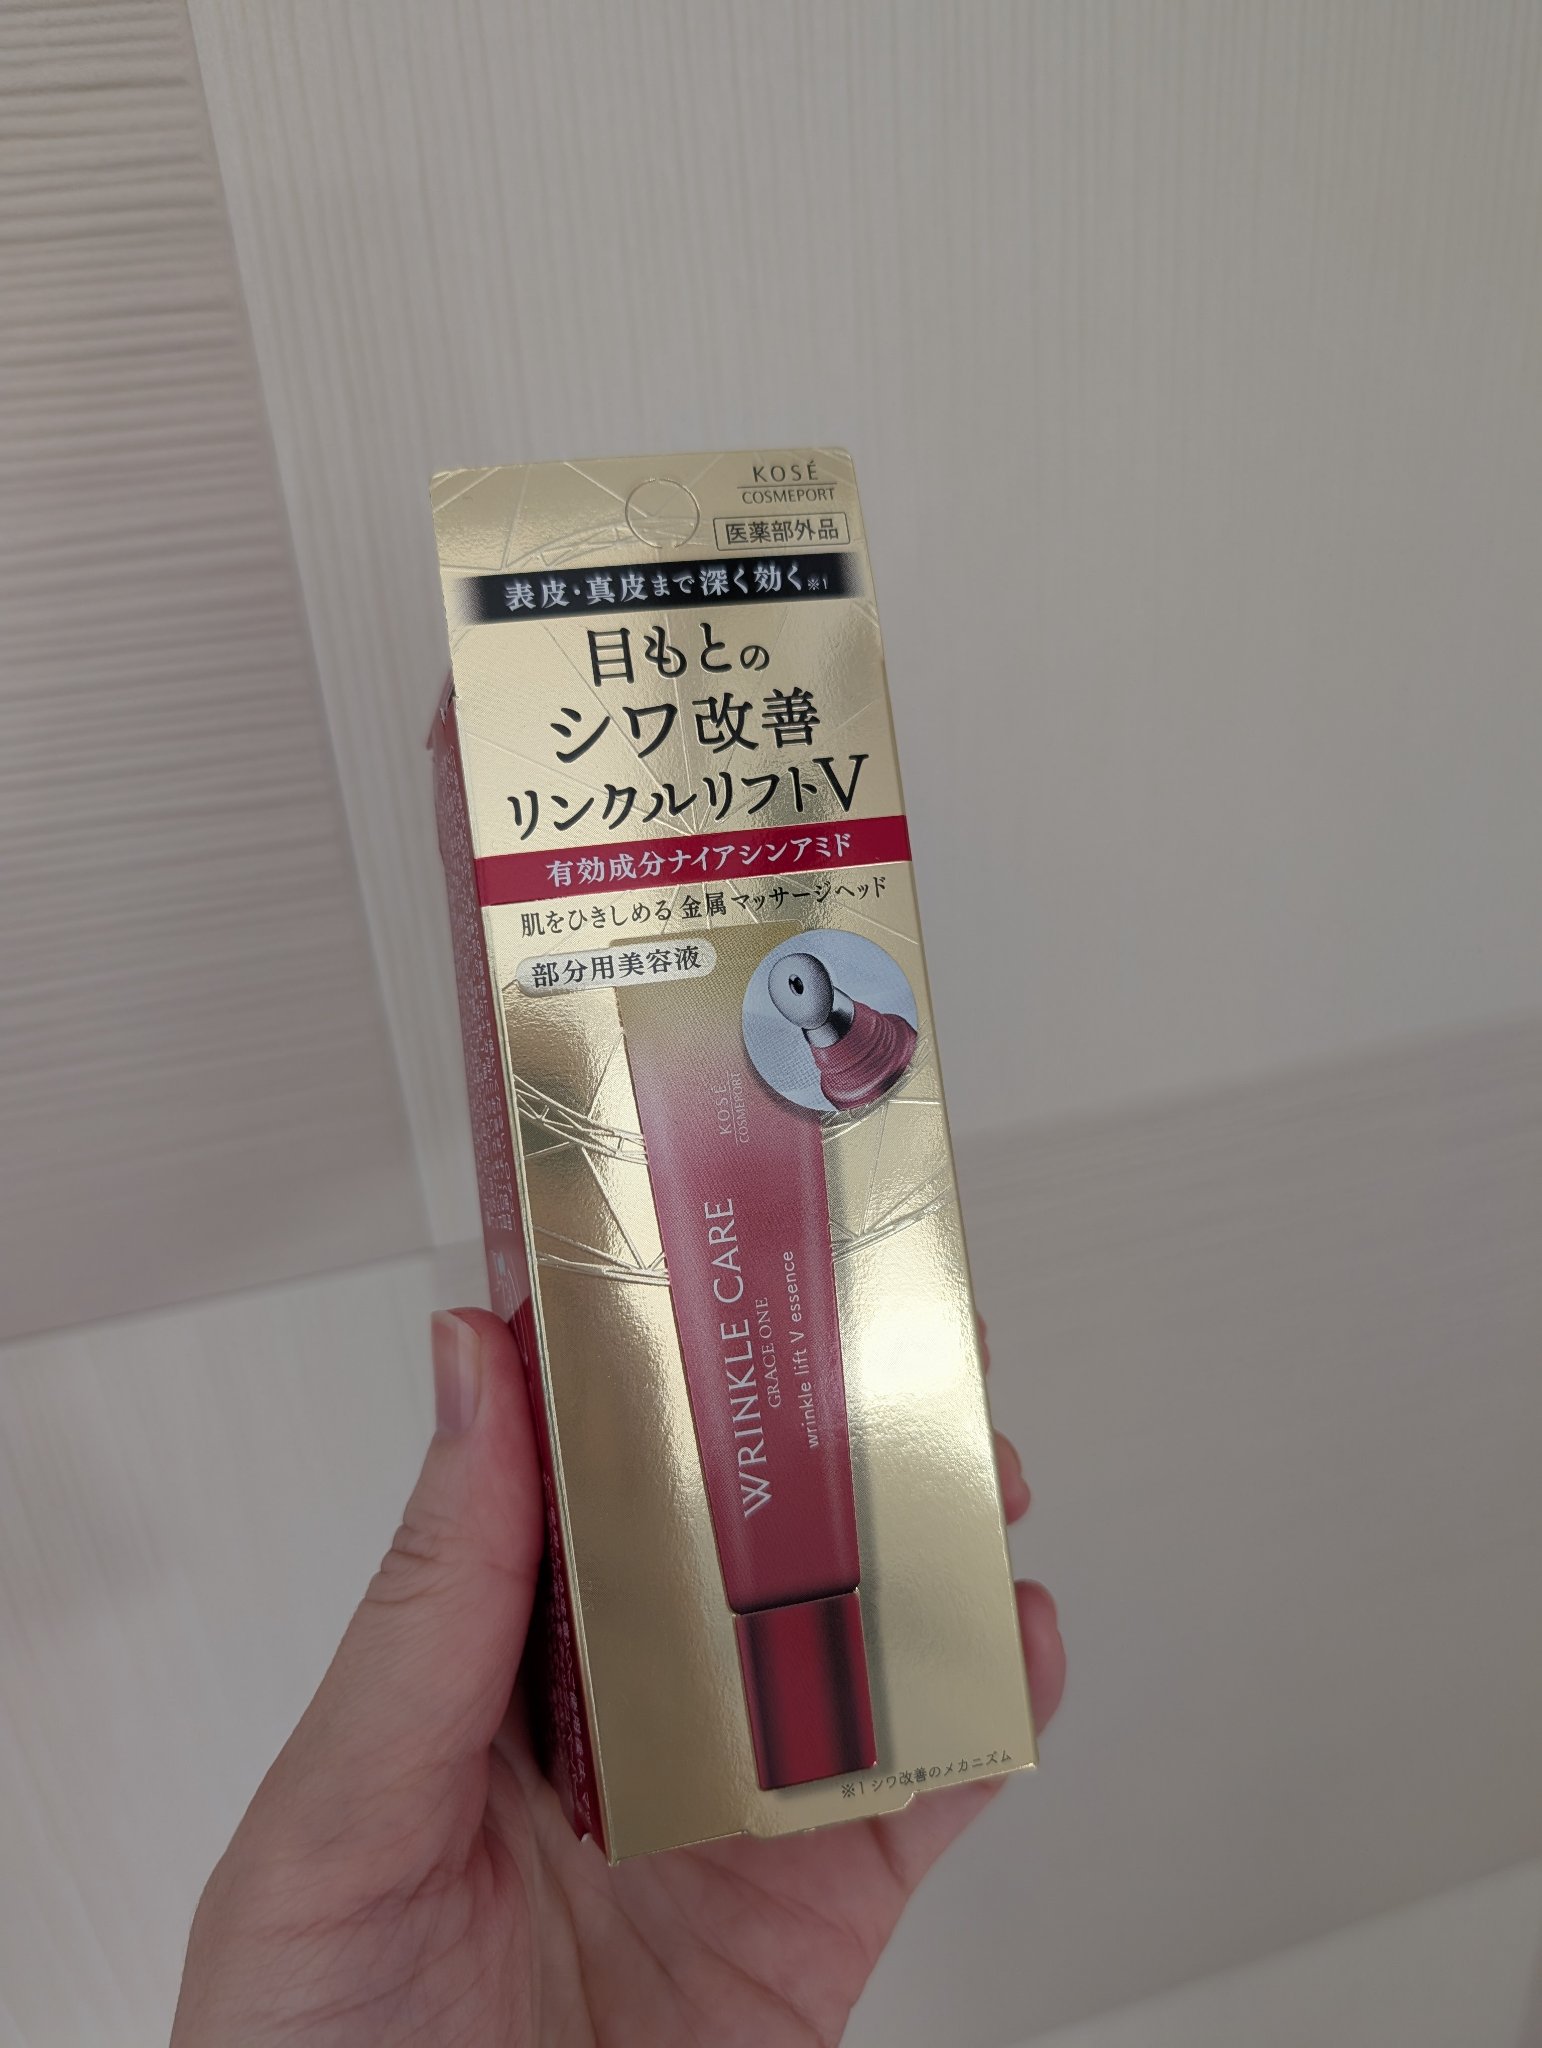 KOSÉ
COSMEPORT
医薬部外品
表皮・真皮まで深く効く※1
目もとの
シワ改善
リンクルリフトV
有効成分ナイアシンアミド
肌をひきしめる 金属マッサージヘッド
部分用美容液
KOSÉ
COSMEPORT
WRINKLE CARE
GRACE ONE
wrinkle lift V essence
※1 シワ改善のメカニズム